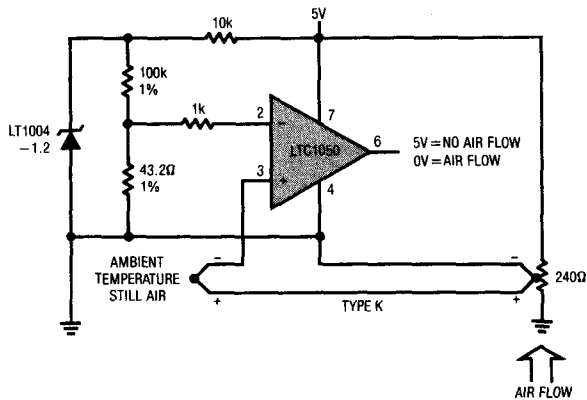 5V
10k
100k
1%
LT1004
–1.2
1k
2
7
–
LTC1050
6
5V = NO AIR FLOW
0V = AIR FLOW
3
+
4
43.2Ω
1%
AMBIENT
TEMPERATURE
STILL AIR
–
–
+
TYPE K
+
240Ω
AIR FLOW